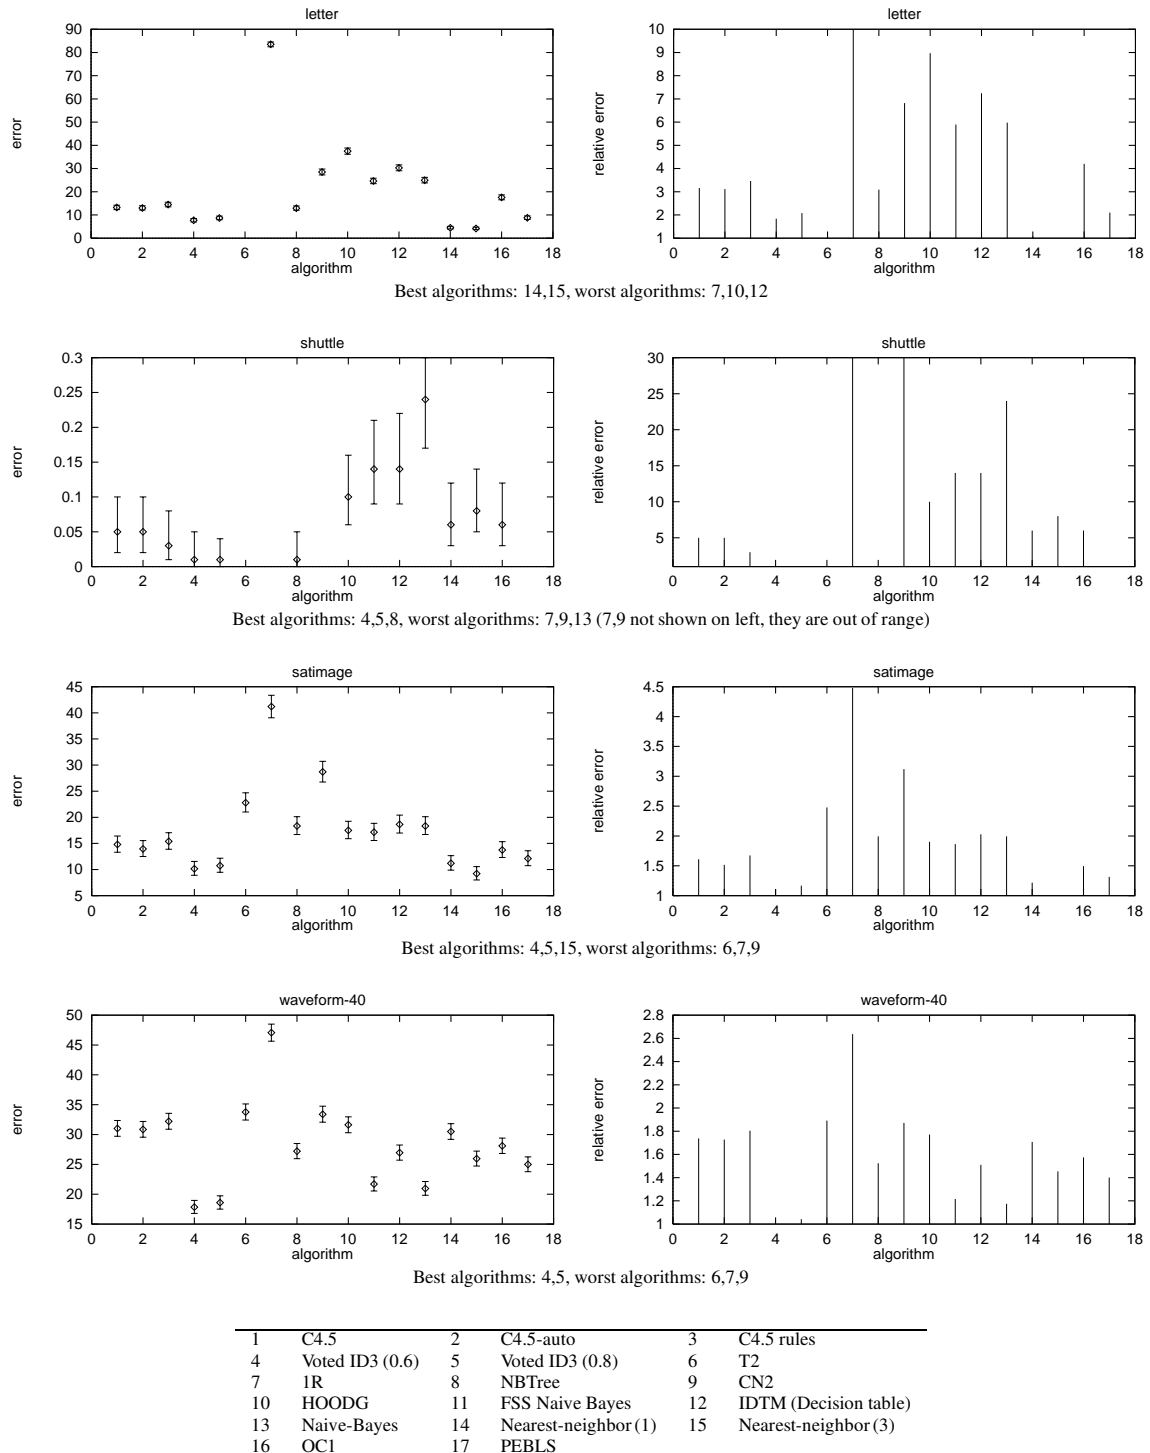 letter
letter
90
80
70
60
50
40
30
20
10
0
error
0 2 4 6 8 10 12 14 16 18
algorithm
10
9
8
7
6
5
4
3
2
1
relative error
0 2 4 6 8 10 12 14 16 18
algorithm
Best algorithms: 14,15, worst algorithms: 7,10,12
shuttle
shuttle
0.3
0.25
0.2
0.15
0.1
0.05
0
error
0 2 4 6 8 10 12 14 16 18
algorithm
30
25
20
15
10
5
relative error
0 2 4 6 8 10 12 14 16 18
algorithm
Best algorithms: 4,5,8, worst algorithms: 7,9,13 (7,9 not shown on left, they are out of range)
satimage
satimage
45
40
35
30
25
20
15
10
5
error
0 2 4 6 8 10 12 14 16 18
algorithm
4.5
4
3.5
3
2.5
2
1.5
1
relative error
0 2 4 6 8 10 12 14 16 18
algorithm
Best algorithms: 4,5,15, worst algorithms: 6,7,9
waveform-40
waveform-40
50
45
40
35
30
25
20
15
error
0 2 4 6 8 10 12 14 16 18
algorithm
2.8
2.6
2.4
2.2
2
1.8
1.6
1.4
1.2
1
relative error
0 2 4 6 8 10 12 14 16 18
algorithm
Best algorithms: 4,5, worst algorithms: 6,7,9
1 C4.5 2 C4.5-auto 3 C4.5 rules
4 Voted ID3 (0.6) 5 Voted ID3 (0.8) 6 T2
7 1R 8 NBTree 9 CN2
10 HOODG 11 FSS Naive Bayes 12 IDTM (Decision table)
13 Naive-Bayes 14 Nearest-neighbor (1) 15 Nearest-neighbor (3)
16 OC1 17 PEBLS